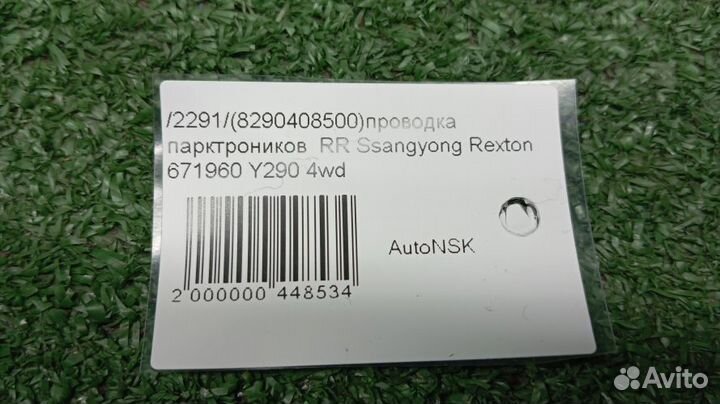 /2291/(8290408500)проводка
парктроников RR Ssangyong Rexton
671960 Y290 4wd
AutoNSK
2 000000 448534
Avito